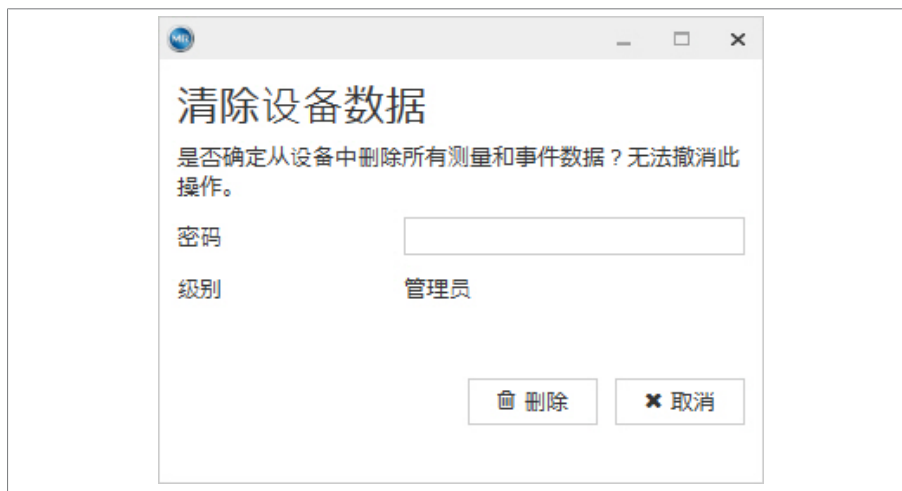 MR
清除设备数据
是否确定从设备中删除所有测量和事件数据？无法撤消此
操作。
密码
级别 管理员
删除 取消